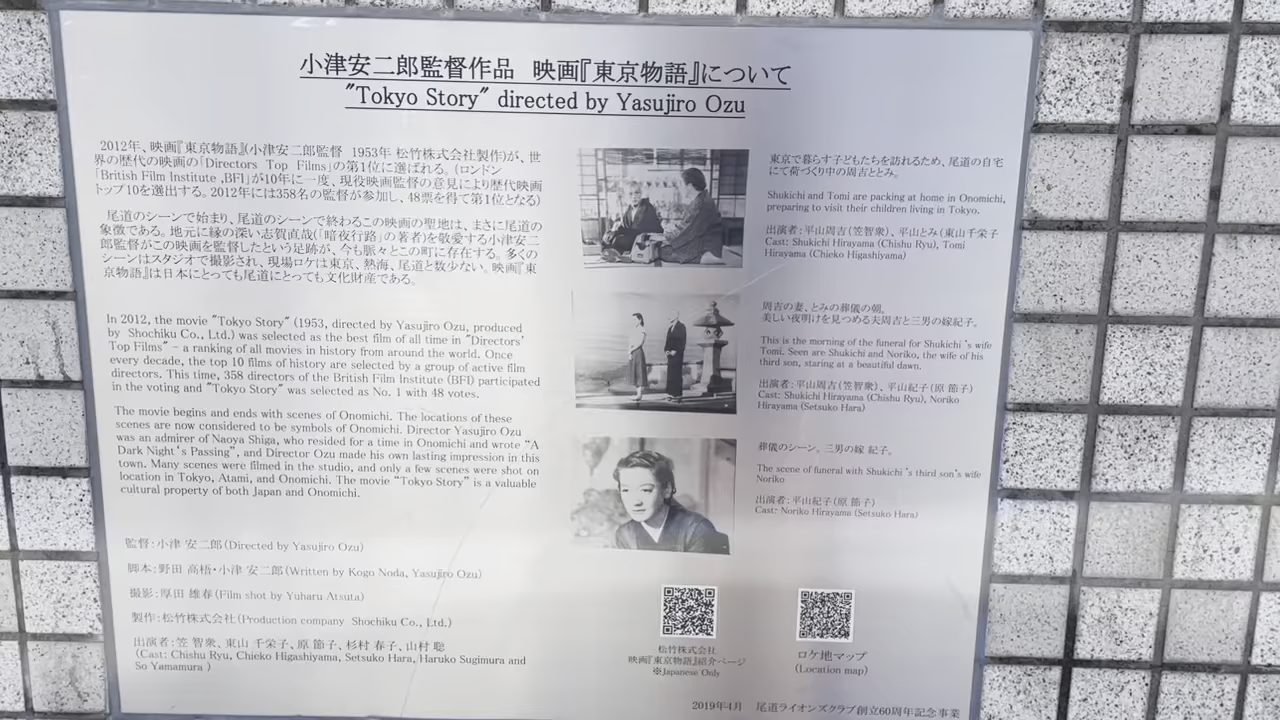 小津安二郎監督作品　映画『東京物語』について
"Tokyo Story" directed by Yasujiro Ozu
2012年、映画『東京物語』(小津安二郎監督 1953年 松竹株式会社製作)が、世
界の歴代の映画の「Directors Top Films」の第1位に選ばれる。(ロンドン
「British Film Institute ,BFI」が10年に一度、現役映画監督の意見により歴代映画
トップ10を選出する。2012年には358名の監督が参加し、48票を得て第1位となる)
尾道のシーンで始まり、尾道のシーンで終わるこの映画の聖地は、まさに尾道の
象徴である。地元に縁の深い志賀直哉(「暗夜行路」の著者)を敬愛する小津安二
郎監督がこの映画を監督したという足跡が、今でも脈々とこの町に存在する。多くの
シーンはスタジオで撮影され、現場ロケは東京、熱海、尾道と数少ない。映画『東
京物語』は日本にとっても尾道にとっても文化財産である。
In 2012, the movie "Tokyo Story" (1953, directed by Yasujiro Ozu, produced
by Shochiku Co., Ltd.) was selected as the best film of all time in "Directors'
Top Films" – a ranking of all movies in history from around the world. Once
every decade, the top 10 films of history are selected by a group of active film
directors. This time, 358 directors of the British Film Institute (BFI) participated
in the voting and "Tokyo Story" was selected as No. 1 with 48 votes.
The movie begins and ends with scenes of Onomichi. The locations of these
scenes are now considered to be symbols of Onomichi. Director Yasujiro Ozu
was an admirer of Naoya Shiga, who resided for a time in Onomichi and wrote "A
Dark Night's Passing", and Director Ozu made his own lasting impression in this
town. Many scenes were filmed in the studio, and only a few scenes were shot on
location in Tokyo, Atami, and Onomichi. The movie "Tokyo Story" is a valuable
cultural property of both Japan and Onomichi.
監督：小津 安二郎(Directed by Yasujiro Ozu)
脚本：野田 高梧・小津 安二郎(Written by Kogo Noda, Yasujiro Ozu)
撮影：厚田 雄春(Film shot by Yuharu Atsuta)
製作：松竹株式会社(Production company Shochiku Co., Ltd.)
出演者：笠 智衆、東山 千栄子、原 節子、杉村 春子、山村 聡
(Cast: Chishu Ryu, Chieko Higashiyama, Setsuko Hara, Haruko Sugimura and
So Yamamura )
東京で暮らす子どもたちを訪れるため、尾道の自宅
にて荷づくり中の周吉ととみ。
Shukichi and Tomi are packing at home in Onomichi,
preparing to visit their children living in Tokyo.
出演者：平山周吉(笠智衆)、平山とみ(東山千栄子
Cast: Shukichi Hirayama (Chishu Ryu), Tomi
Hirayama (Chieko Higashiyama)
周吉の妻、とみの葬儀の朝。
美しい夜明けを見つめる夫周吉と三男の嫁紀子。
This is the morning of the funeral for Shukichi 's wife
Tomi. Seen are Shukichi and Noriko, the wife of his
third son, staring at a beautiful dawn.
出演者：平山周吉(笠智衆)、平山紀子(原 節子)
Cast: Shukichi Hirayama (Chishu Ryu), Noriko
Hirayama (Setsuko Hara)
葬儀のシーン。三男の嫁 紀子。
The scene of funeral with Shukichi 's third son's wife
Noriko
出演者：平山紀子(原 節子)
Cast: Noriko Hirayama (Setsuko Hara)
松竹株式会社
映画『東京物語』紹介ページ
※Japanese Only
ロケ地マップ
(Location map)
2019年4月　尾道ライオンズクラブ創立60周年記念事業